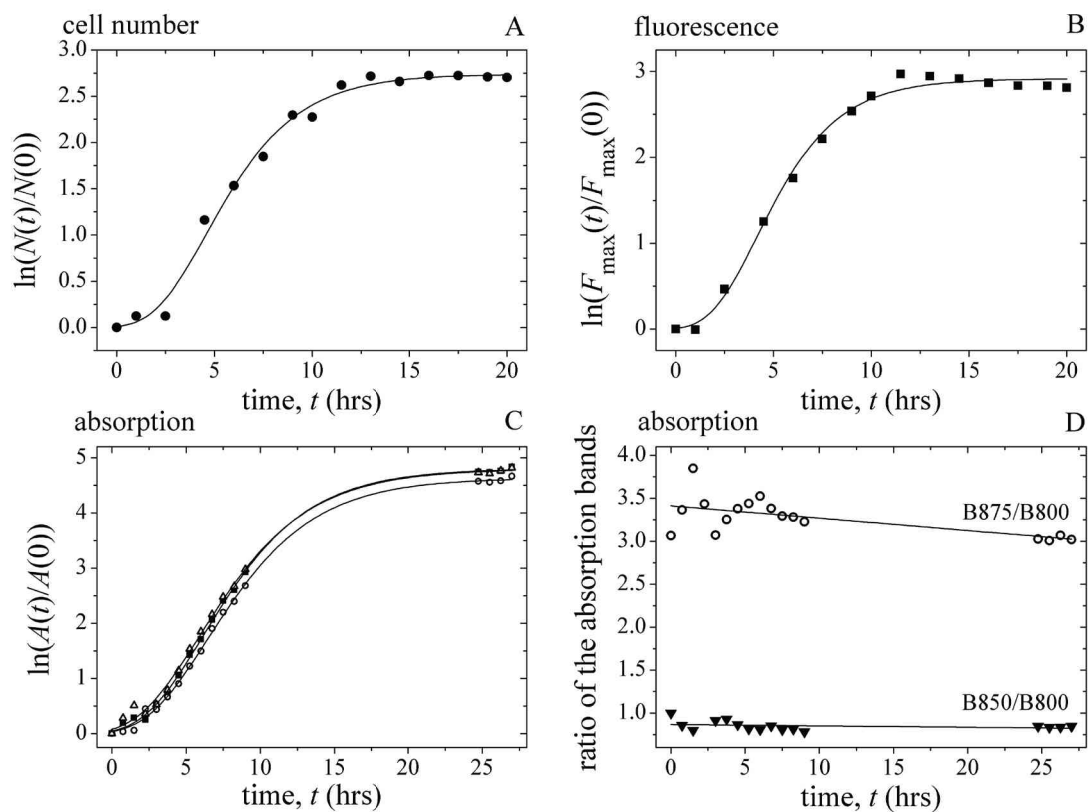 cell number A
3.0
2.5
2.0
1.5
1.0
0.5
0.0
ln(N(t)/N(0))
0 5 10 15 20
time, t (hrs)
fluorescence B
3
2
1
0
ln(F_max(t)/F_max(0))
0 5 10 15 20
time, t (hrs)
absorption C
5
4
3
2
1
0
ln(A(t)/A(0))
0 5 10 15 20 25
time, t (hrs)
absorption D
4.0
3.5
3.0
2.5
2.0
1.5
1.0
0.5
ratio of the absorption bands
B875/B800
B850/B800
0 5 10 15 20 25
time, t (hrs)